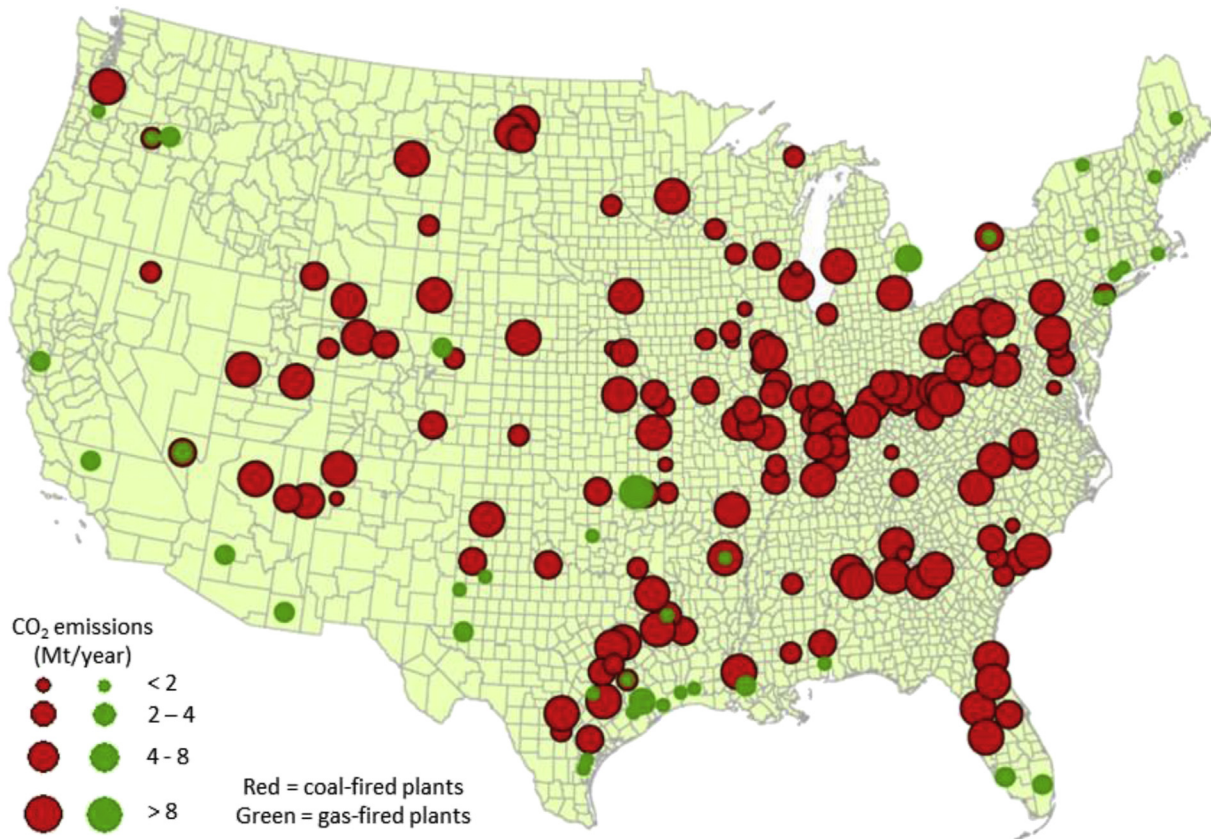 CO₂ emissions
(Mt/year)
< 2
2 – 4
4 - 8
> 8
Red = coal-fired plants
Green = gas-fired plants